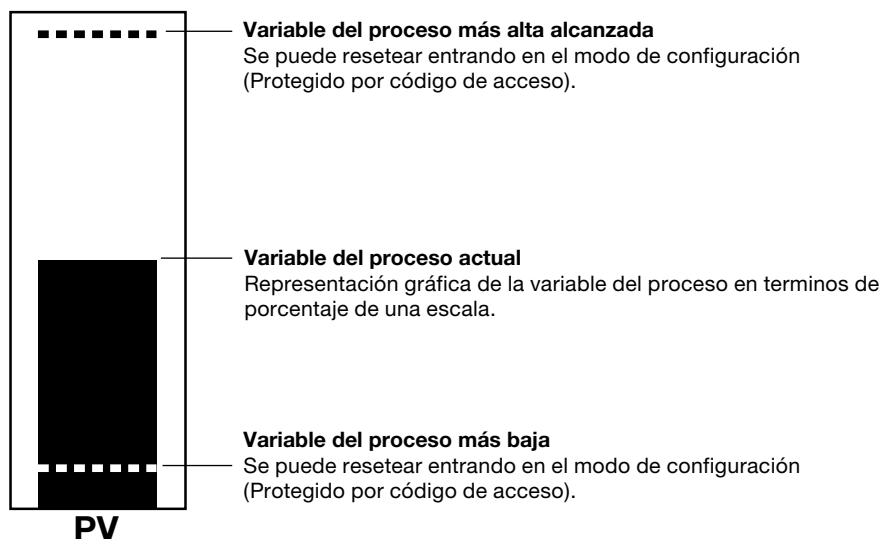 Variable del proceso más alta alcanzada
Se puede resetear entrando en el modo de configuración
(Protegido por código de acceso).
Variable del proceso actual
Representación gráfica de la variable del proceso en terminos de
porcentaje de una escala.
Variable del proceso más baja
Se puede resetear entrando en el modo de configuración
(Protegido por código de acceso).
PV